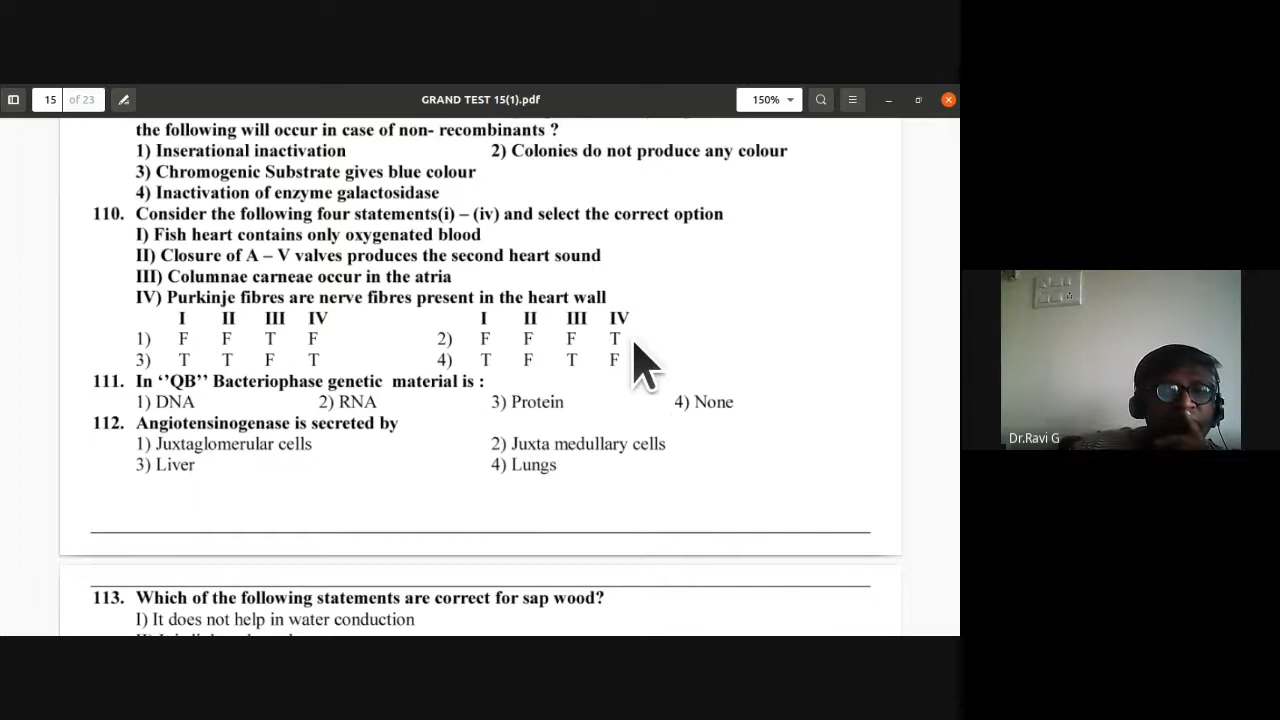 15 of 23
GRAND TEST 15(1).pdf
150%
the following will occur in case of non- recombinants ?
1) Inserational inactivation 2) Colonies do not produce any colour
3) Chromogenic Substrate gives blue colour
4) Inactivation of enzyme galactosidase
110. Consider the following four statements(i) – (iv) and select the correct option
I) Fish heart contains only oxygenated blood
II) Closure of A – V valves produces the second heart sound
III) Columnae carneae occur in the atria
IV) Purkinje fibres are nerve fibres present in the heart wall
I II III IV I II III IV
1) F F T F 2) F F F T
3) T T F T 4) T F T F
111. In ‘’QB’’ Bacteriophase genetic material is :
1) DNA 2) RNA 3) Protein 4) None
112. Angiotensinogenase is secreted by
1) Juxtaglomerular cells 2) Juxta medullary cells
3) Liver 4) Lungs
113. Which of the following statements are correct for sap wood?
I) It does not help in water conduction
Dr.Ravi G